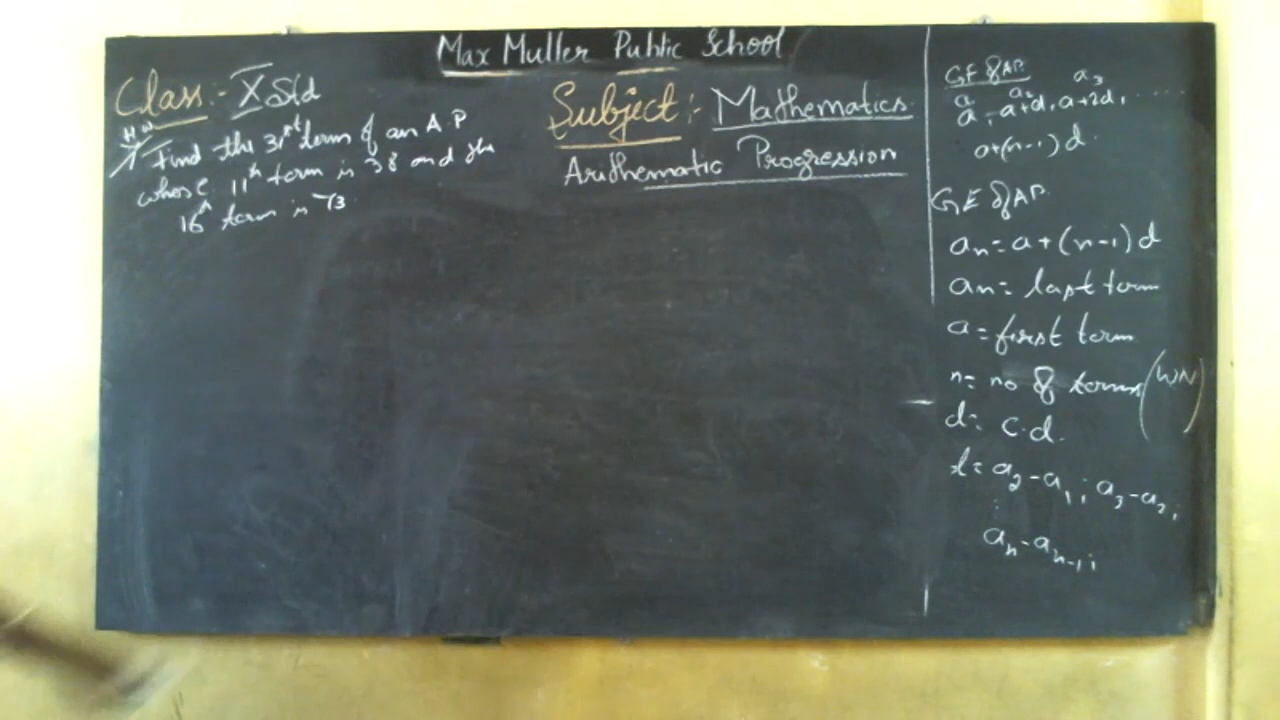 Max Muller Public School
Class:- X Std
Subject:- Mathematics
Arithematic Progression
H.W
1) Find the 31st term of an A.P
whose 11th term is 38 and the
16th term is 73.
GF of AP.
a a2 a3
a, a+d, a+2d, .....
a+(n-1)d.
G.E of AP.
an = a+(n-1)d
an = last term
a = first term
n = no of terms (WN)
d = c.d.
d = a2-a1; a3-a2,
:
an-an-1;